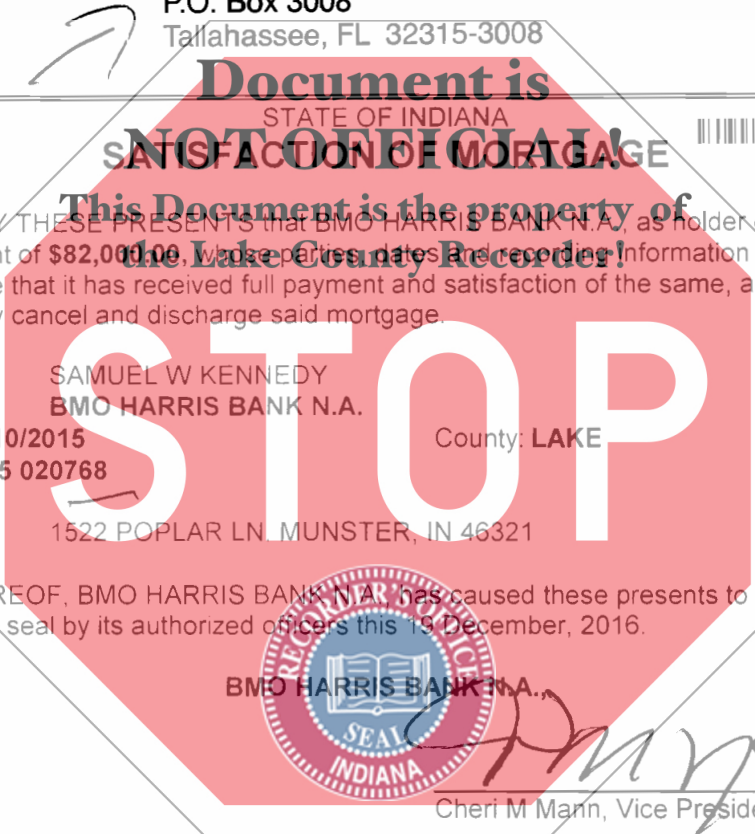 P.O. Box 3008
Tallahassee, FL 32315-3008
Document is
STATE OF INDIANA
NOT OFFICIAL!
SATISFACTION OF MORTGAGE
This Document is the property of
THESE PRESENTS that BMO HARRIS BANK N.A., as holder
of $82,000.00, whose parties, dates and recording information
the Lake County Recorder!
that it has received full payment and satisfaction of the same, a
cancel and discharge said mortgage.
STOP
SAMUEL W KENNEDY
BMO HARRIS BANK N.A.
0/2015 County: LAKE
5 020768
1522 POPLAR LN, MUNSTER, IN 46321
REOF, BMO HARRIS BANK N.A., has caused these presents to
seal by its authorized officers this 19 December, 2016.
RECORDER'S OFFICE
BMO HARRIS BANK N.A.,
SEAL
INDIANA
Cheri M Mann, Vice Preside